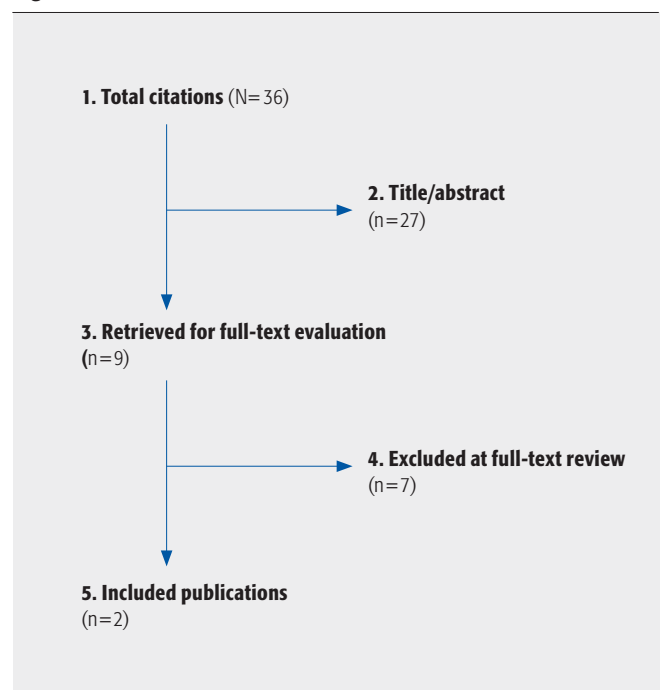 1. Total citations (N=36)
2. Title/abstract
(n=27)
3. Retrieved for full-text evaluation
(n=9)
4. Excluded at full-text review
(n=7)
5. Included publications
(n=2)